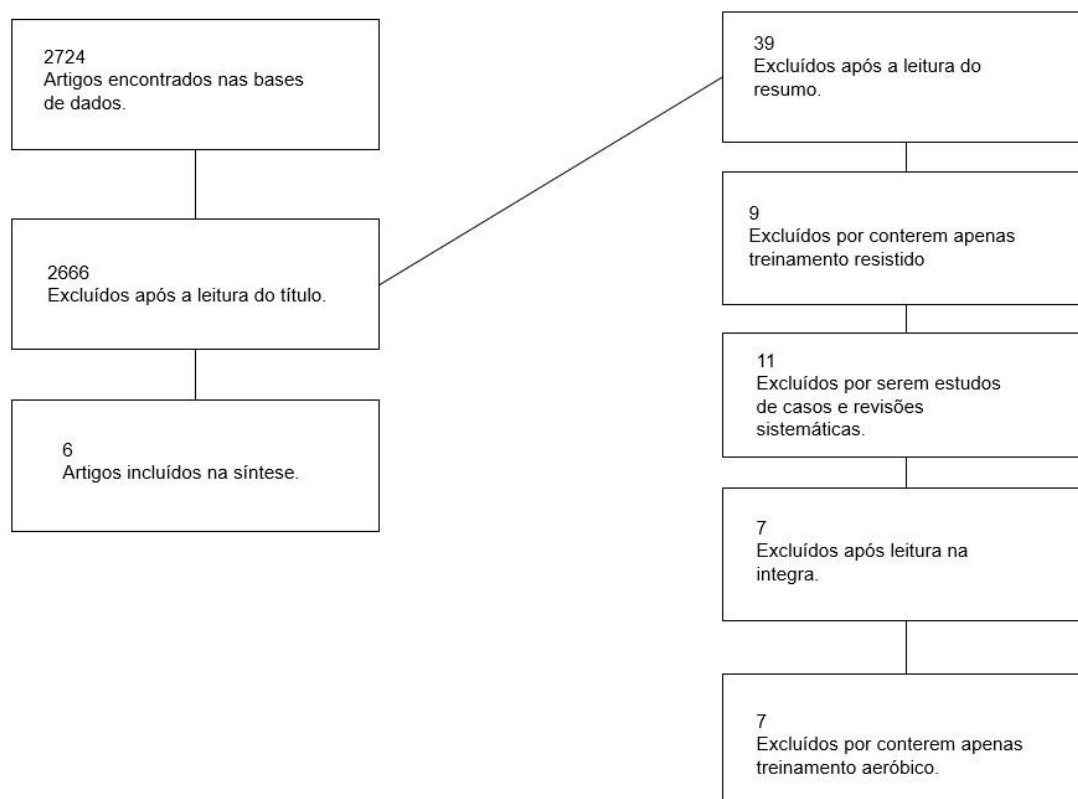 2724
Artigos encontrados nas bases
de dados.
2666
Excluídos após a leitura do título.
6
Artigos incluídos na síntese.
39
Excluídos após a leitura do
resumo.
9
Excluídos por conterem apenas
treinamento resistido
11
Excluídos por serem estudos
de casos e revisões
sistemáticas.
7
Excluídos após leitura na
integra.
7
Excluídos por conterem apenas
treinamento aeróbico.